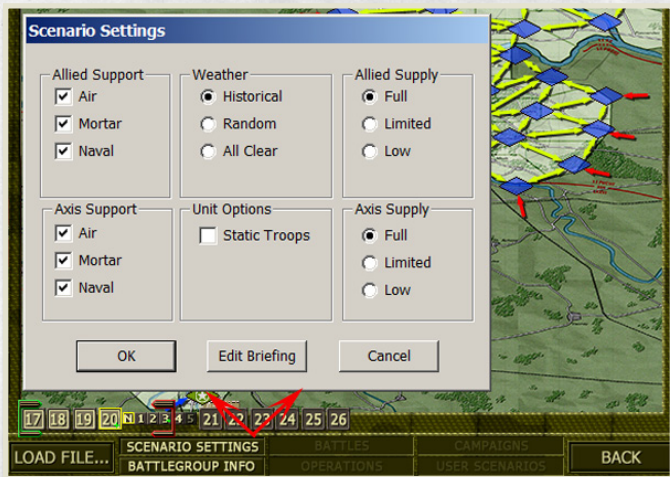 Scenario Settings
Allied Support
Air
Mortar
Naval
Weather
Historical
Random
All Clear
Allied Supply
Full
Limited
Low
Axis Support
Air
Mortar
Naval
Unit Options
Static Troops
Axis Supply
Full
Limited
Low
OK
Edit Briefing
Cancel
17 18 19 20 N 1 2 3 4 5 21 22 23 24 25 26
LOAD FILE...
SCENARIO SETTINGS
BATTLEGROUP INFO
BATTLES
OPERATIONS
CAMPAIGNS
USER SCENARIOS
BACK